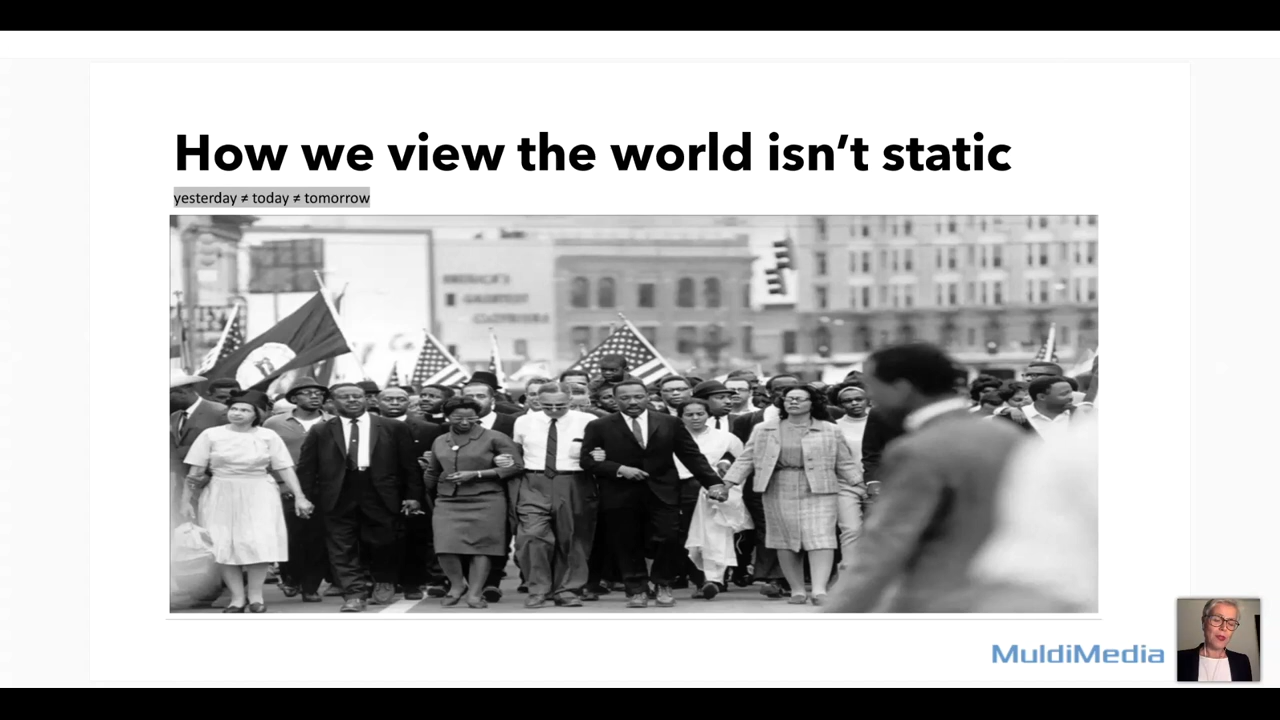 How we view the world isn’t static
yesterday ≠ today ≠ tomorrow
MuldiMedia